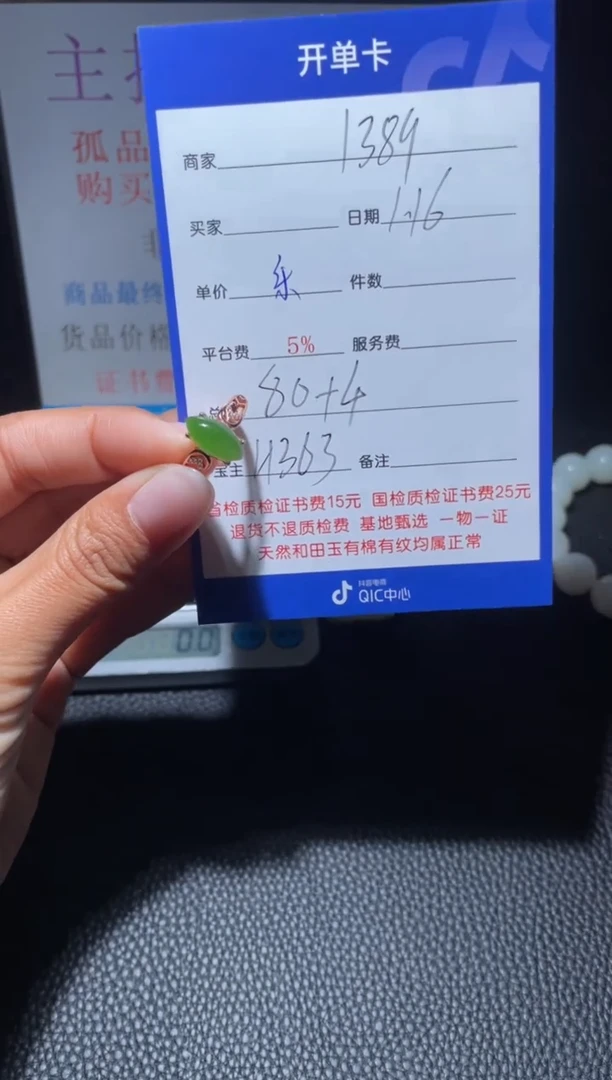 开单卡
商家 1389
买家 日期 1.16
单价 乐 件数
平台费 5% 服务费
80+4
宝主 11363 备注
省检质检证书费15元 国检质检证书费25元
退货不退质检费 基地甄选 一物一证
天然和田玉有棉有纹均属正常
抖音电商
QIC中心
主
孤品
购买
商品最终
货品价格
证书费
0.0